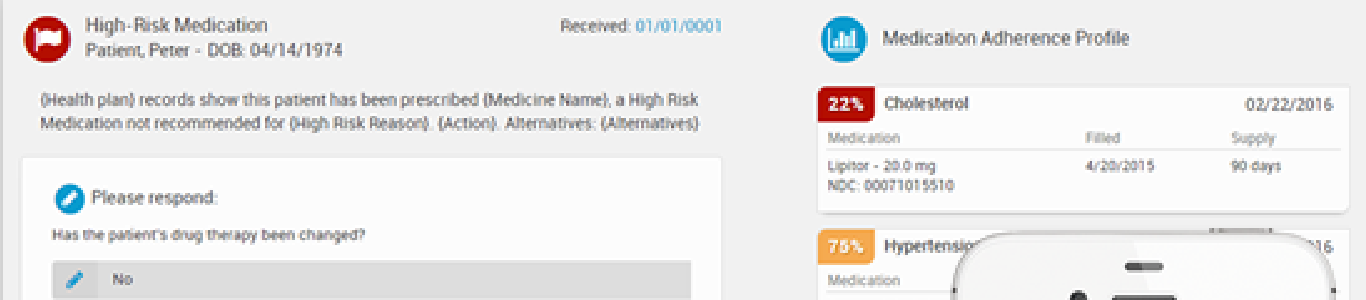 High-Risk Medication
Received: 01/01/0001
Patient, Peter - DOB: 04/14/1974
{Health plan} records show this patient has been prescribed {Medicine Name}, a High Risk
Medication not recommended for {High Risk Reason}. {Action}. Alternatives: {Alternatives}
Please respond:
Has the patient's drug therapy been changed?
No
Medication Adherence Profile
22% Cholesterol 02/22/2016
Medication Filled Supply
Lipitor - 20.0 mg 4/20/2015 90 days
NDC: 00071015510
75% Hypertensio 16
Medication